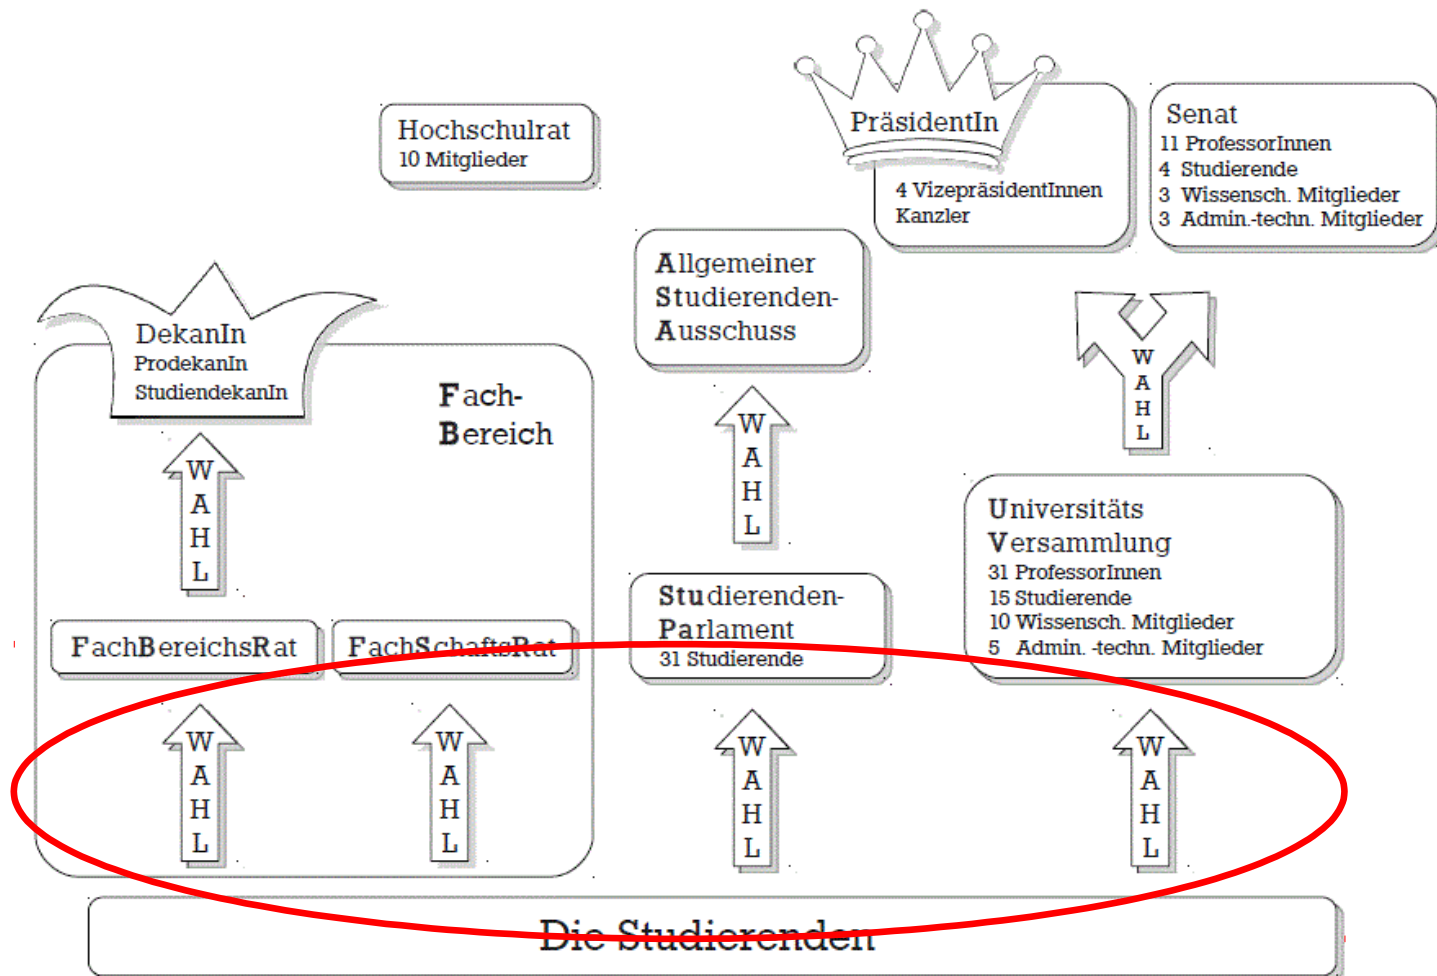 Hochschulrat
10 Mitglieder
PräsidentIn
4 VizepräsidentInnen
Kanzler
Senat
11 ProfessorInnen
4 Studierende
3 Wissensch. Mitglieder
3 Admin.-techn. Mitglieder
Allgemeiner
Studierenden-
Ausschuss
DekanIn
ProdekanIn
StudiendekanIn
Fach-
Bereich
WAHL
WAHL
WAHL
Universitäts
Versammlung
31 ProfessorInnen
15 Studierende
10 Wissensch. Mitglieder
5 Admin. -techn. Mitglieder
Studierenden-
Parlament
31 Studierende
FachBereichsRat
FachSchaftsRat
WAHL
WAHL
WAHL
WAHL
Die Studierenden